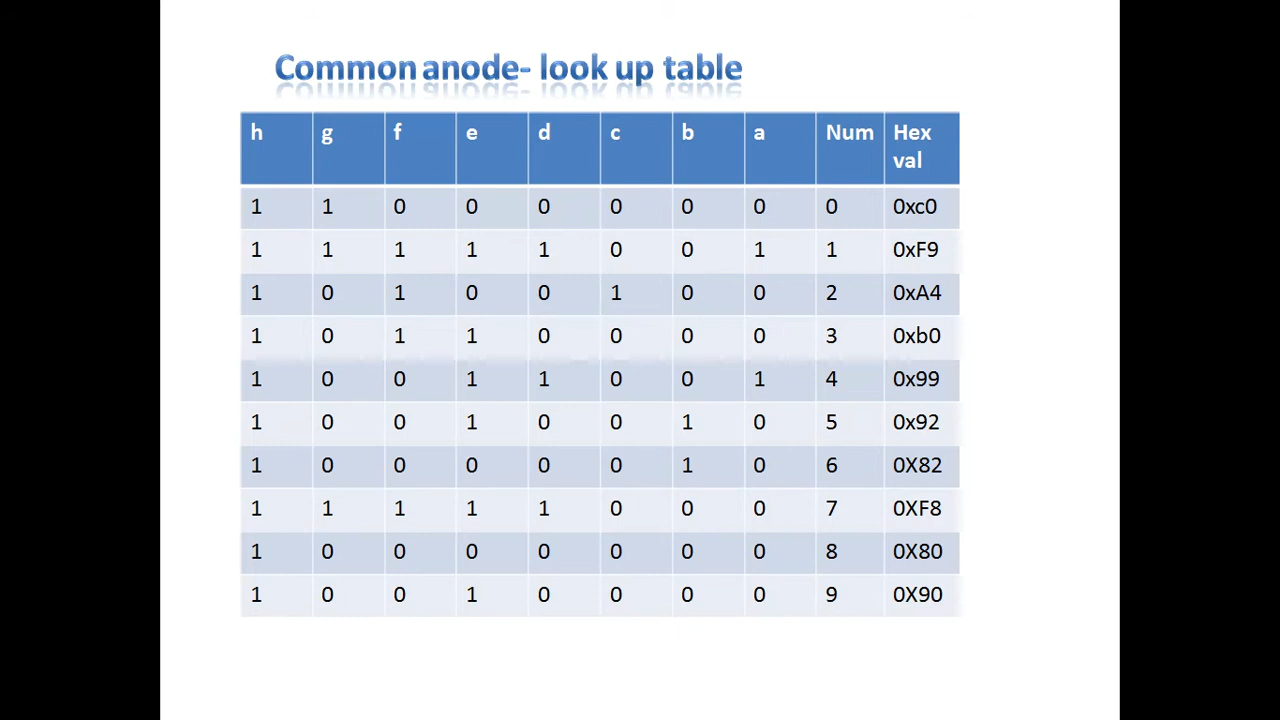 Common anode- look up table
h g f e d c b a Num Hex val
1 1 0 0 0 0 0 0 0 0xc0
1 1 1 1 1 0 0 1 1 0xF9
1 0 1 0 0 1 0 0 2 0xA4
1 0 1 1 0 0 0 0 3 0xb0
1 0 0 1 1 0 0 1 4 0x99
1 0 0 1 0 0 1 0 5 0x92
1 0 0 0 0 0 1 0 6 0X82
1 1 1 1 1 0 0 0 7 0XF8
1 0 0 0 0 0 0 0 8 0X80
1 0 0 1 0 0 0 0 9 0X90